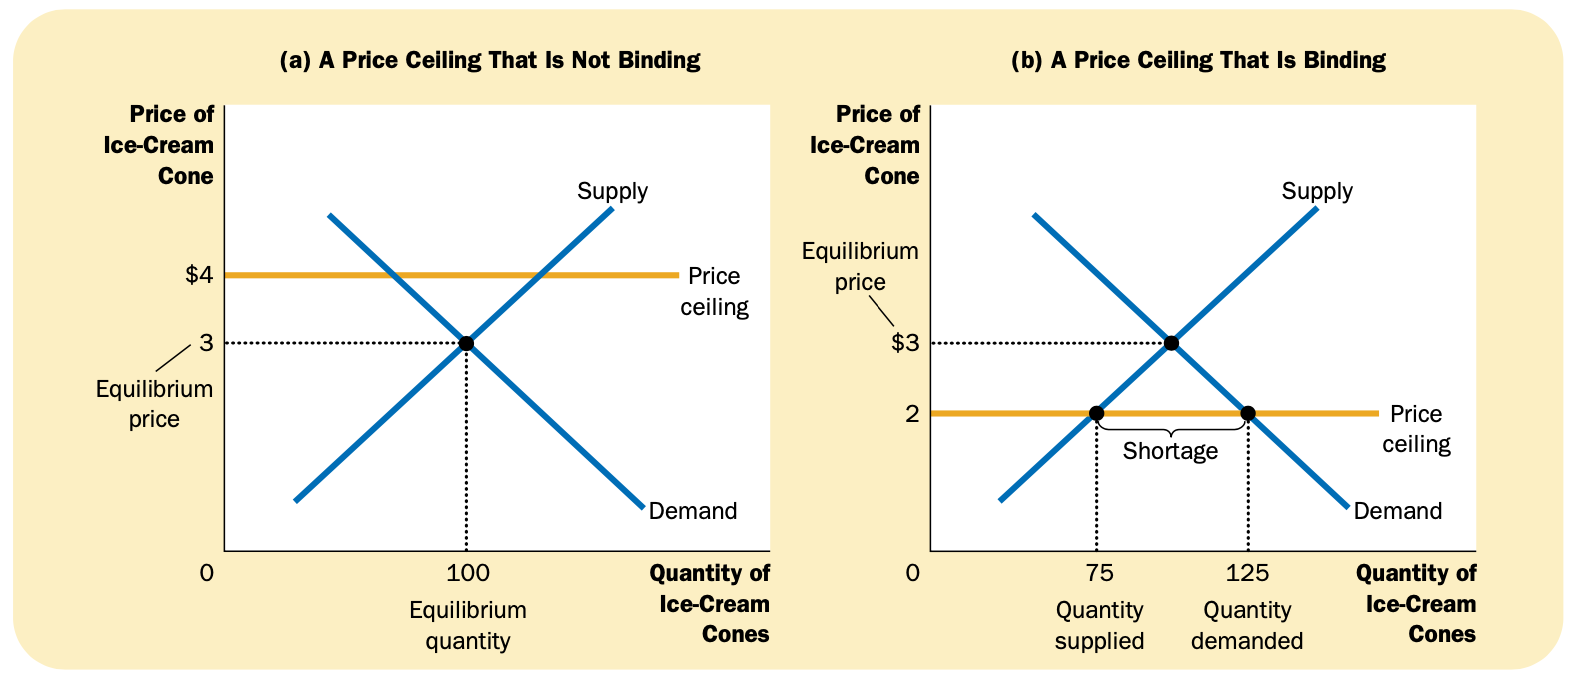 (a) A Price Ceiling That Is Not Binding
Price of
Ice-Cream
Cone
Supply
$4
Price
ceiling
3
Equilibrium
price
Demand
0
100
Equilibrium
quantity
Quantity of
Ice-Cream
Cones
(b) A Price Ceiling That Is Binding
Price of
Ice-Cream
Cone
Supply
Equilibrium
price
$3
2
Price
ceiling
Shortage
Demand
0
75
Quantity
supplied
125
Quantity
demanded
Quantity of
Ice-Cream
Cones